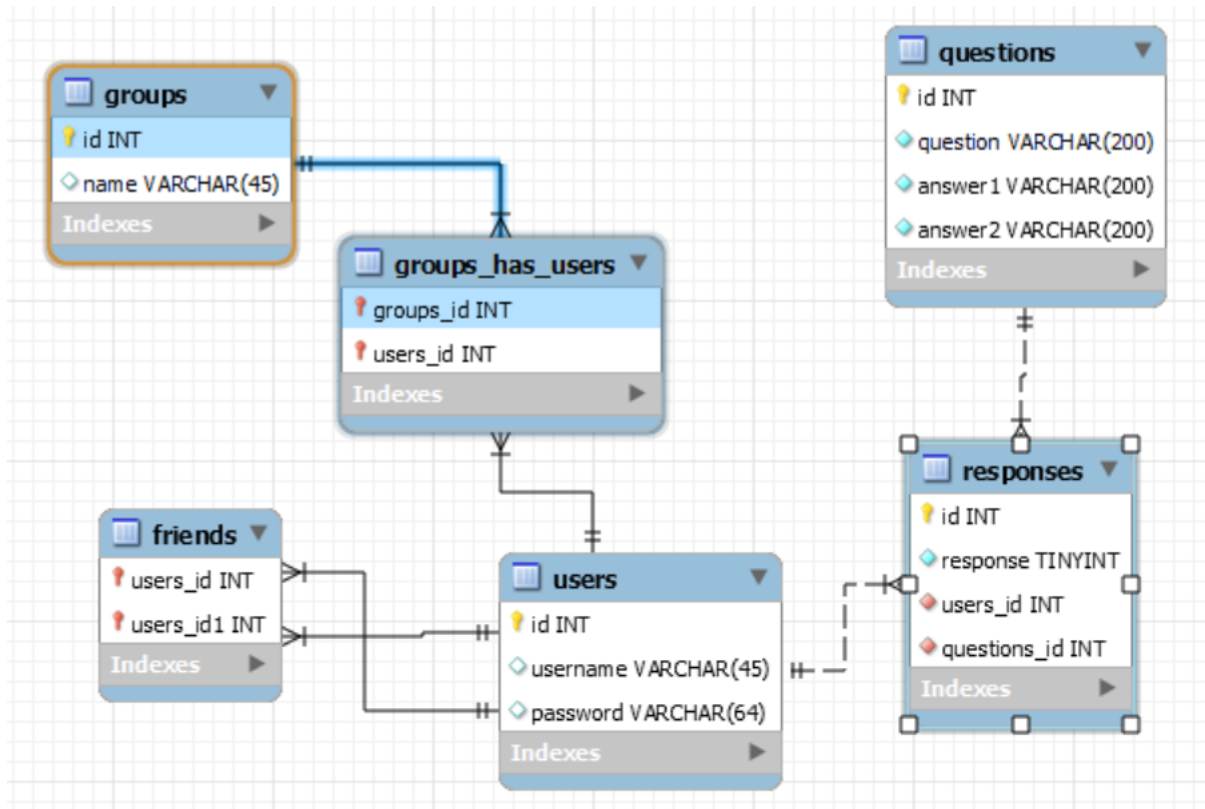 groups
id INT
name VARCHAR(45)
Indexes
questions
id INT
question VARCHAR(200)
answer1 VARCHAR(200)
answer2 VARCHAR(200)
Indexes
groups_has_users
groups_id INT
users_id INT
Indexes
responses
id INT
response TINYINT
users_id INT
questions_id INT
Indexes
friends
users_id INT
users_id1 INT
Indexes
users
id INT
username VARCHAR(45)
password VARCHAR(64)
Indexes